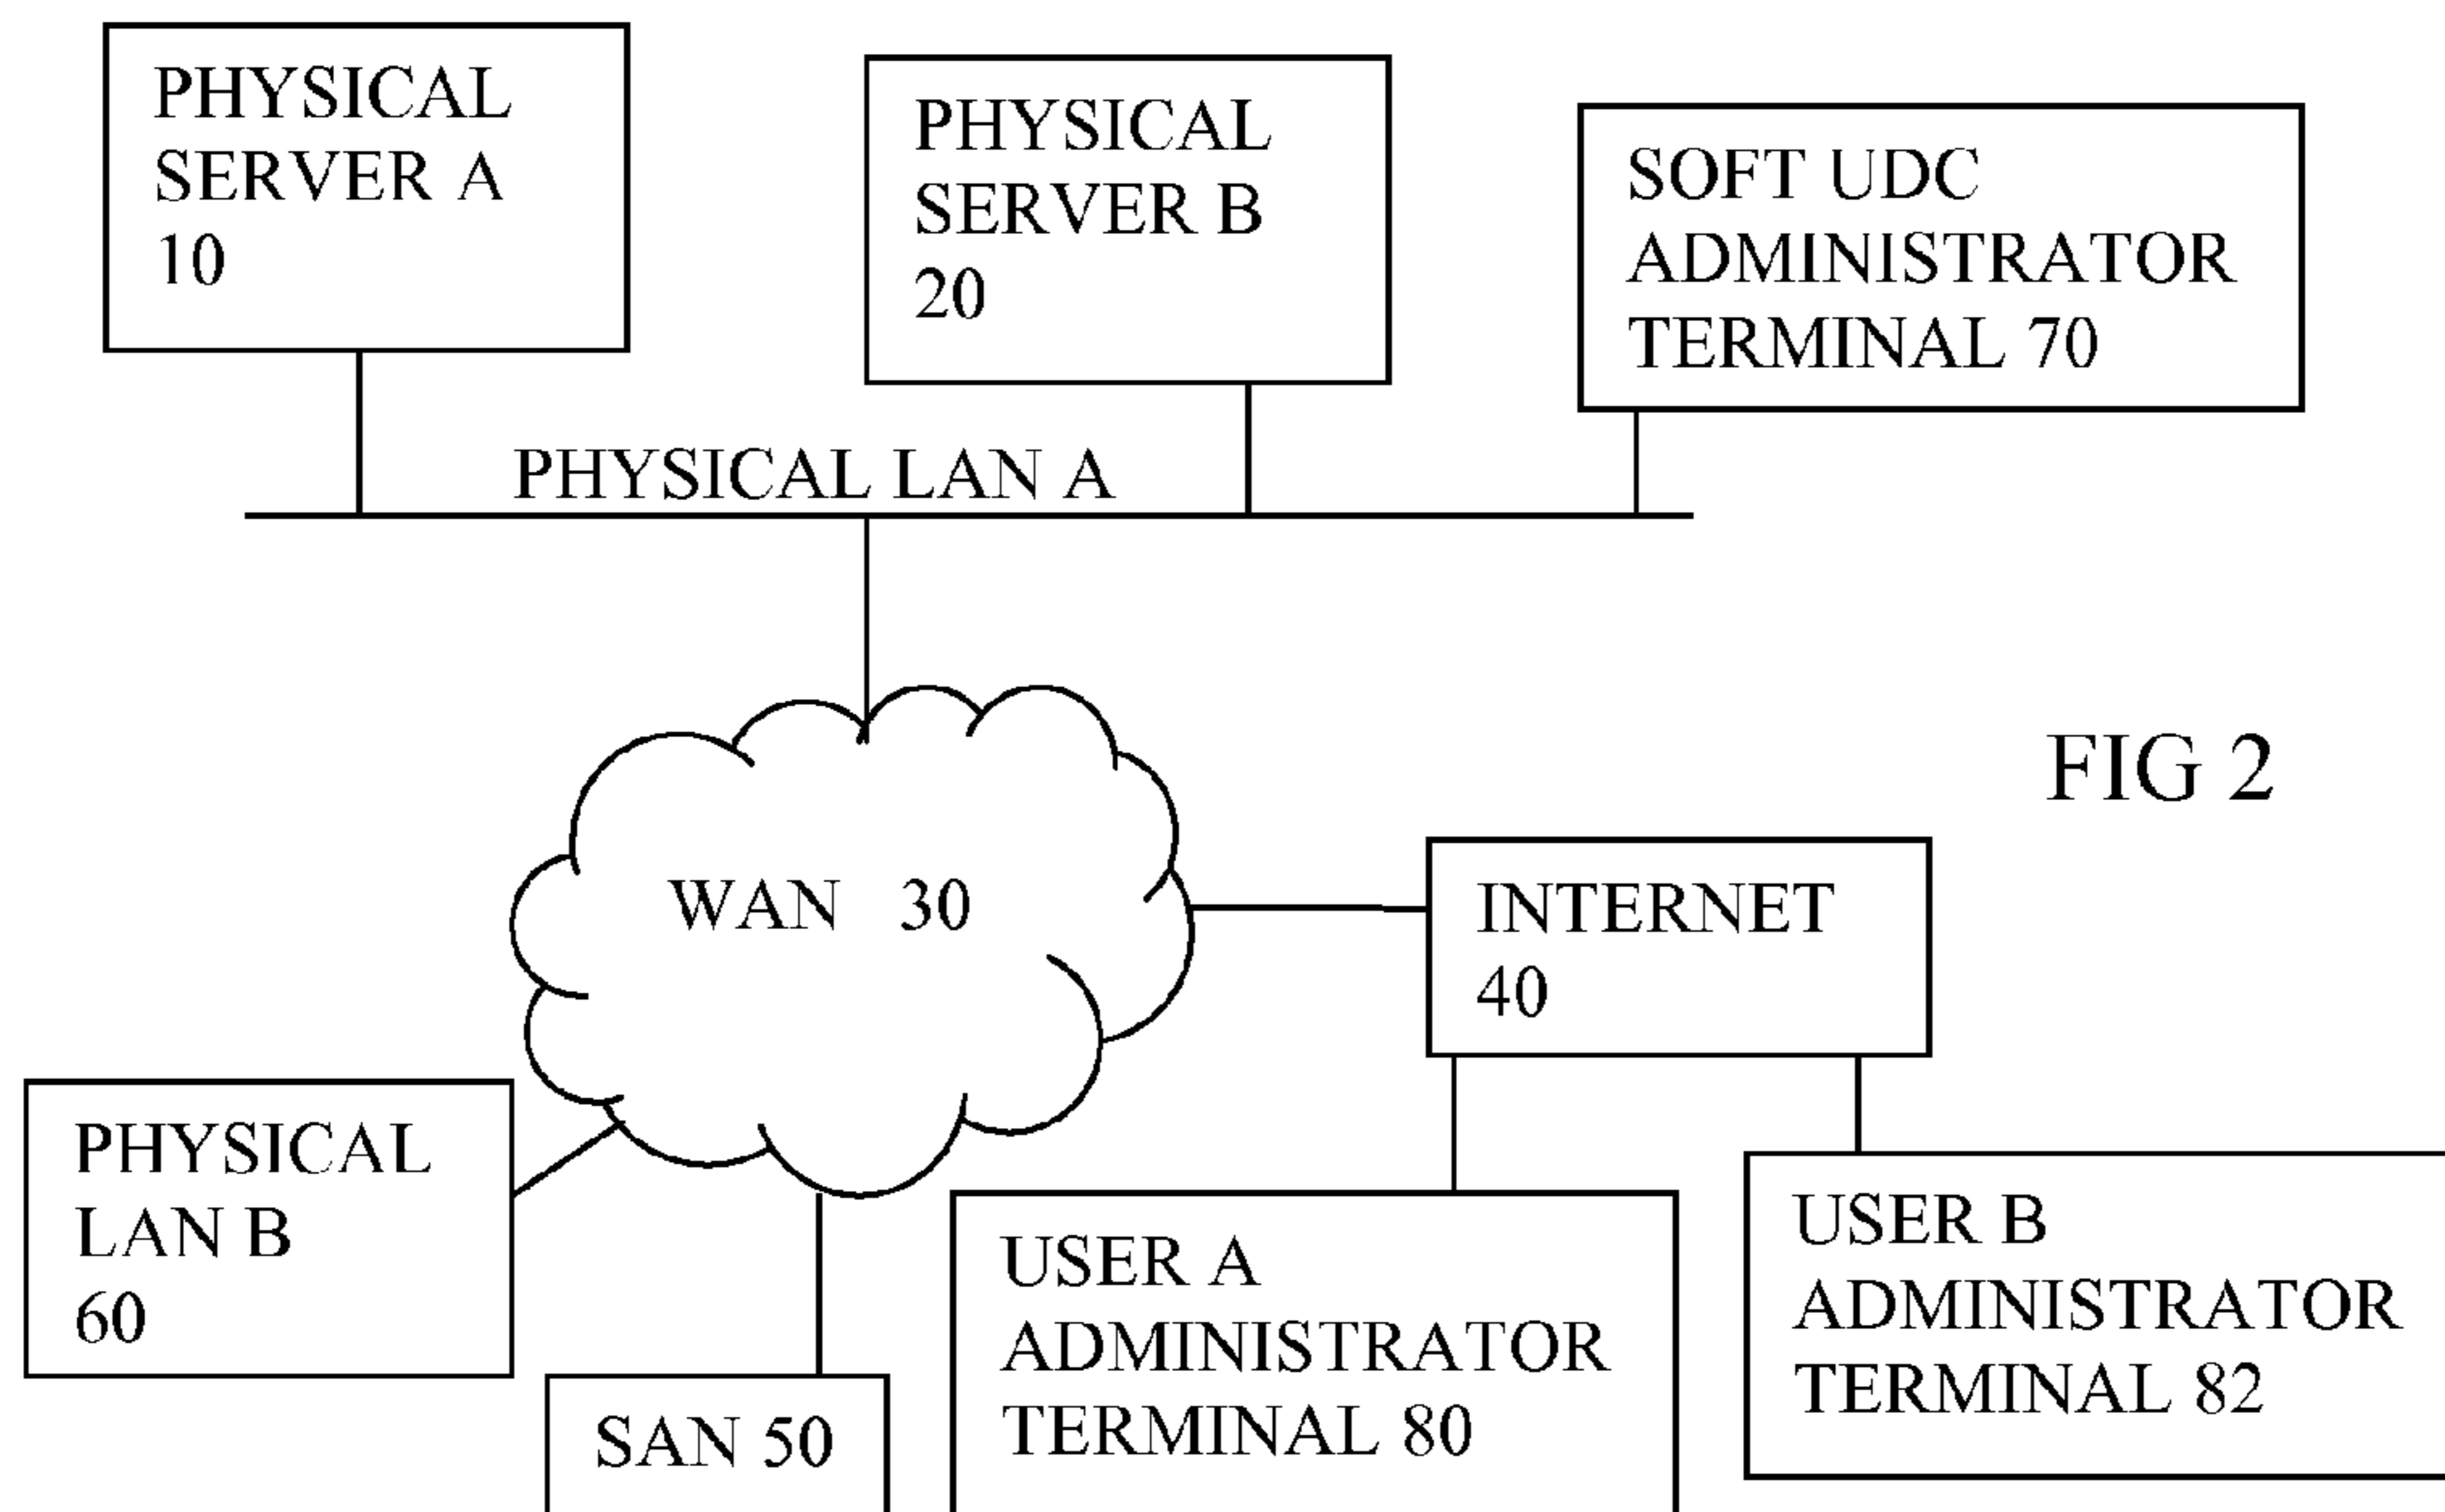 PHYSICAL
SERVER A
10
PHYSICAL
SERVER B
20
SOFT UDC
ADMINISTRATOR
TERMINAL 70
PHYSICAL LAN A
FIG 2
WAN 30
INTERNET
40
PHYSICAL
LAN B
60
SAN 50
USER A
ADMINISTRATOR
TERMINAL 80
USER B
ADMINISTRATOR
TERMINAL 82